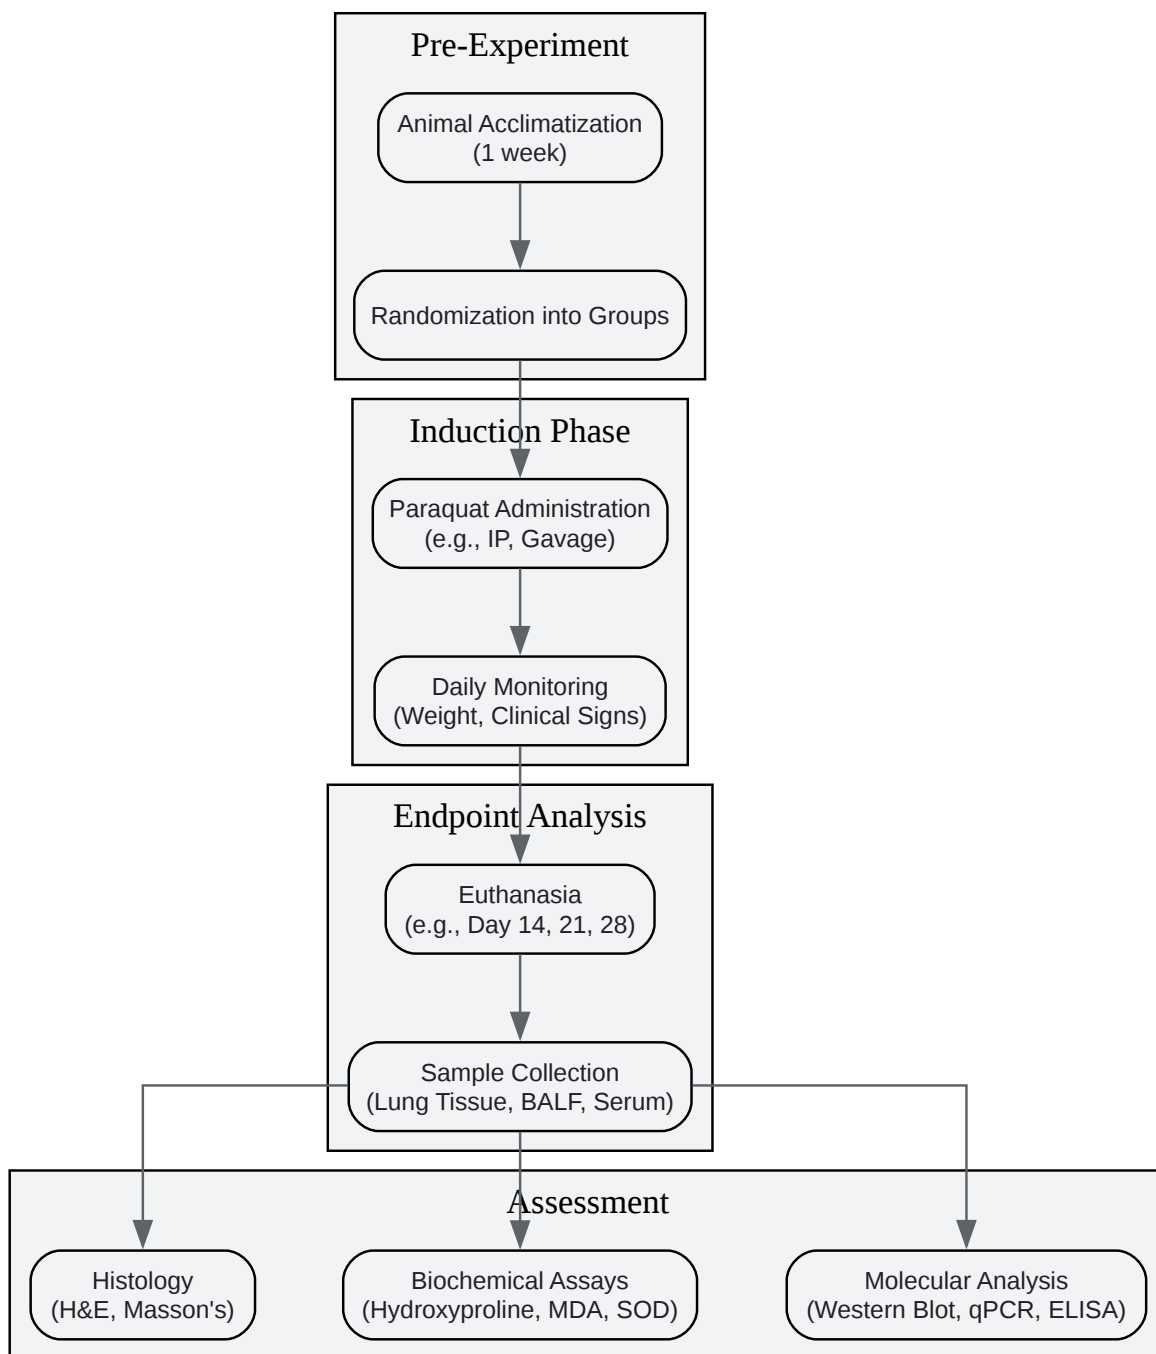 Pre-Experiment
Animal Acclimatization
(1 week)
Randomization into Groups
Induction Phase
Paraquat Administration
(e.g., IP, Gavage)
Daily Monitoring
(Weight, Clinical Signs)
Endpoint Analysis
Euthanasia
(e.g., Day 14, 21, 28)
Sample Collection
(Lung Tissue, BALF, Serum)
Assessment
Histology
(H&E, Masson's)
Biochemical Assays
(Hydroxyproline, MDA, SOD)
Molecular Analysis
(Western Blot, qPCR, ELISA)